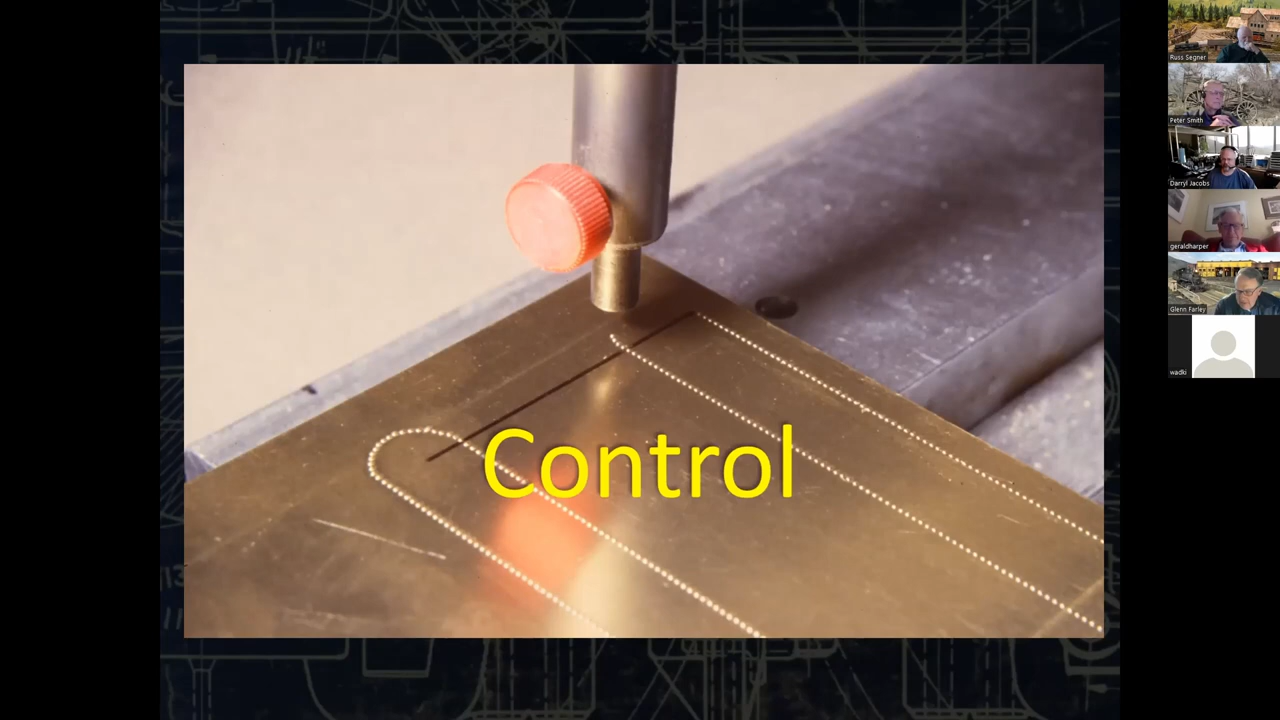 Control
Russ Segner
Peter Smith
Darryl Jacobs
geraldharper
Glenn Farley
wadki